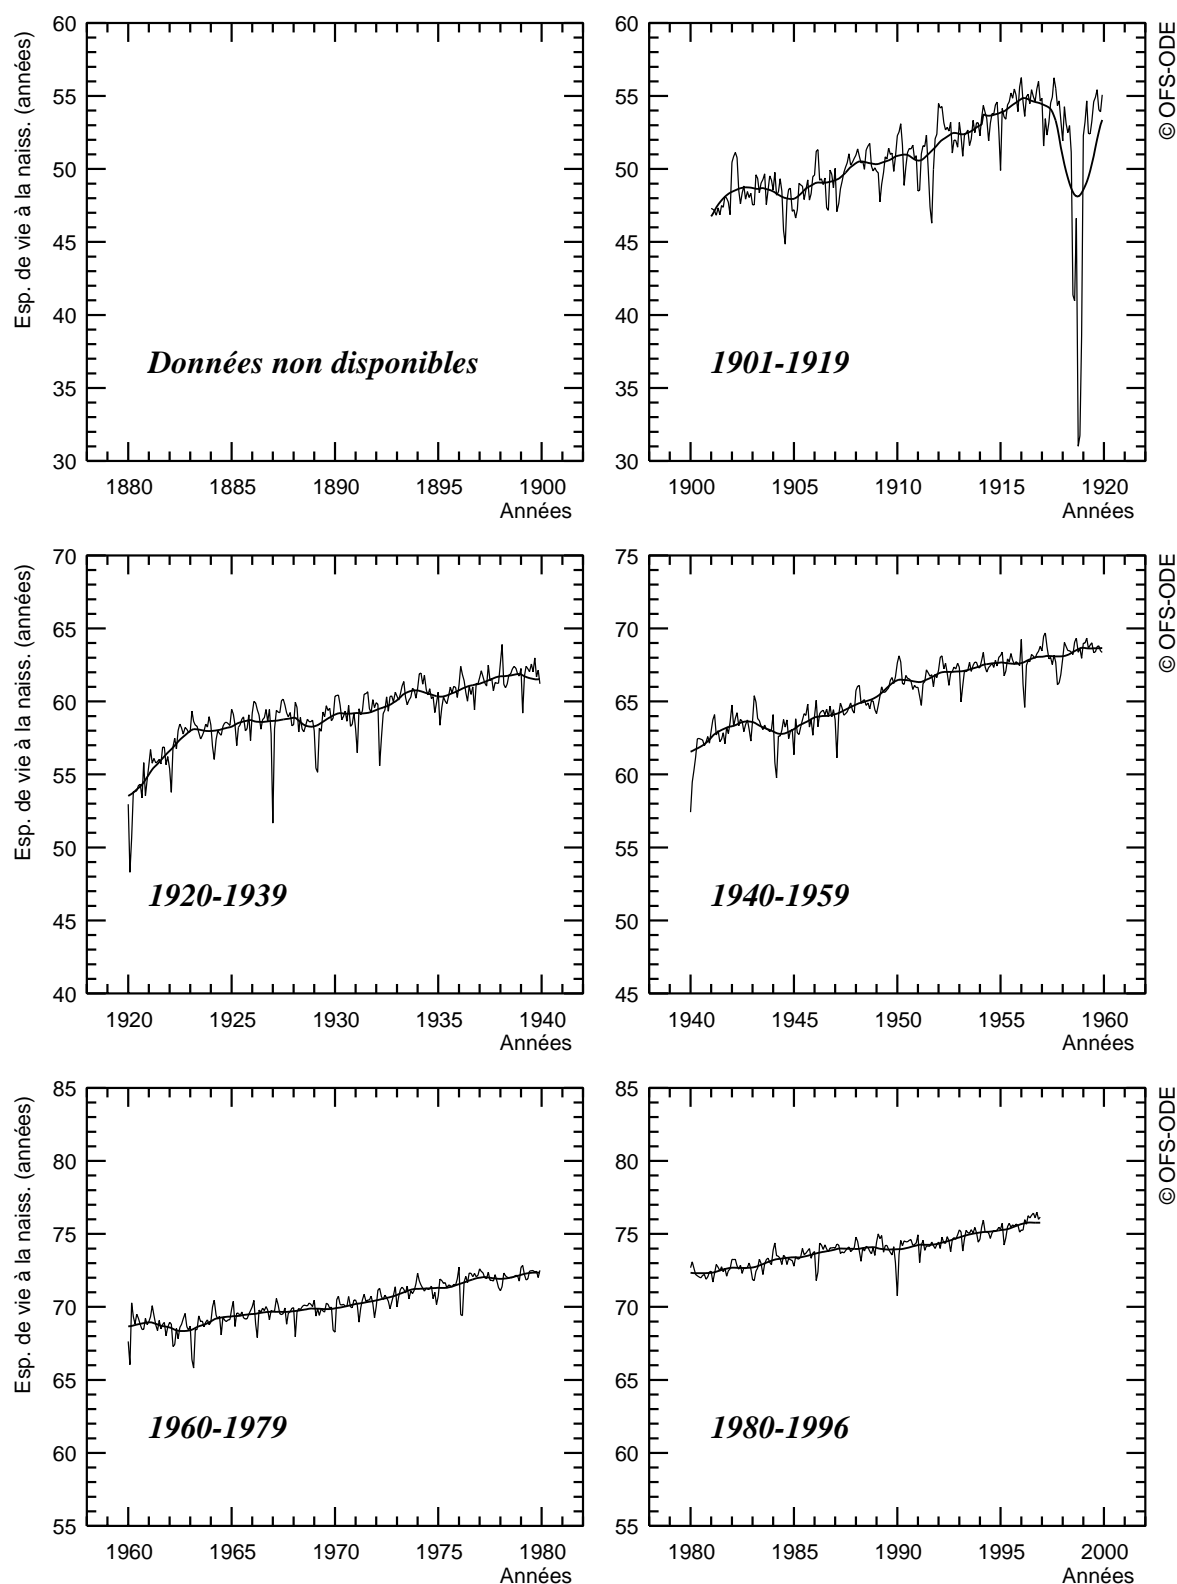 Esp. de vie à la naiss. (années)
60
55
50
45
40
35
30
Données non disponibles
1880 1885 1890 1895 1900
Années
60
55
50
45
40
35
30
1901-1919
1900 1905 1910 1915 1920
Années
© OFS-ODE
Esp. de vie à la naiss. (années)
70
65
60
55
50
45
40
1920-1939
1920 1925 1930 1935 1940
Années
75
70
65
60
55
50
45
1940-1959
1940 1945 1950 1955 1960
Années
© OFS-ODE
Esp. de vie à la naiss. (années)
85
80
75
70
65
60
55
1960-1979
1960 1965 1970 1975 1980
Années
85
80
75
70
65
60
55
1980-1996
1980 1985 1990 1995 2000
Années
© OFS-ODE